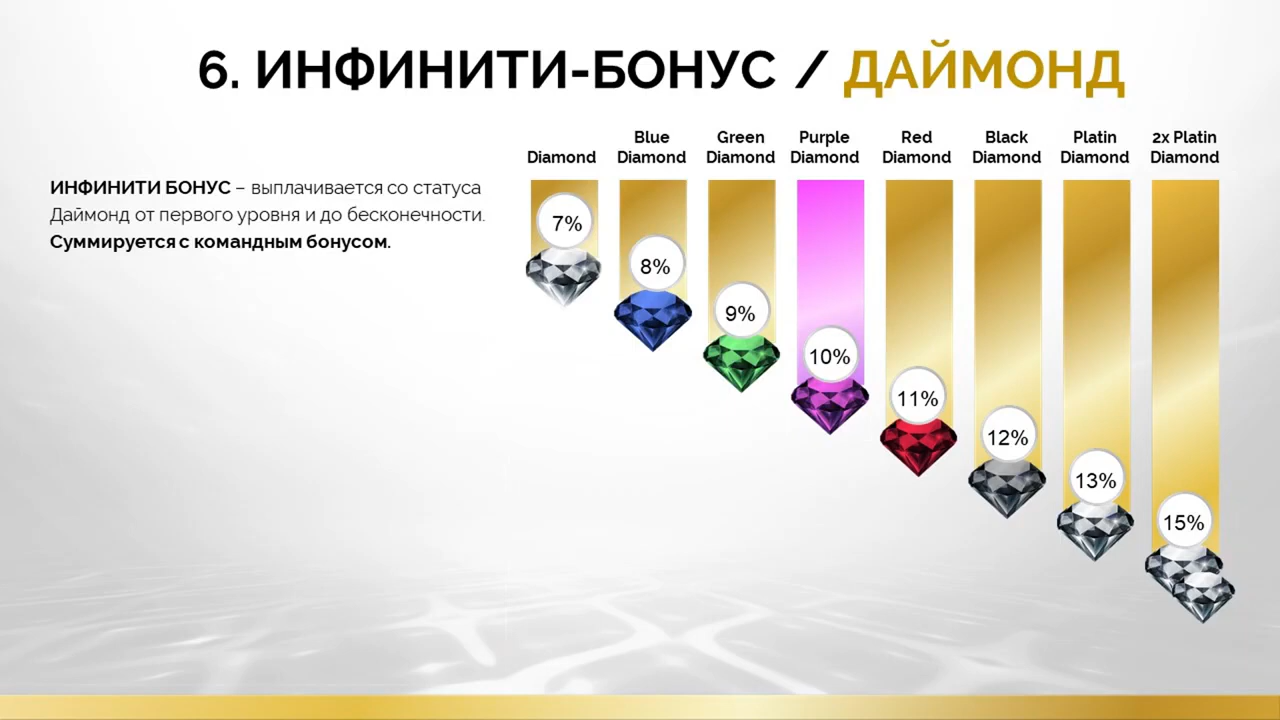 6. ИНФИНИТИ-БОНУС / ДАЙМОНД
ИНФИНИТИ БОНУС – выплачивается со статуса
Даймонд от первого уровня и до бесконечности.
Суммируется с командным бонусом.
Diamond
Blue
Diamond
Green
Diamond
Purple
Diamond
Red
Diamond
Black
Diamond
Platin
Diamond
2x Platin
Diamond
7%
8%
9%
10%
11%
12%
13%
15%